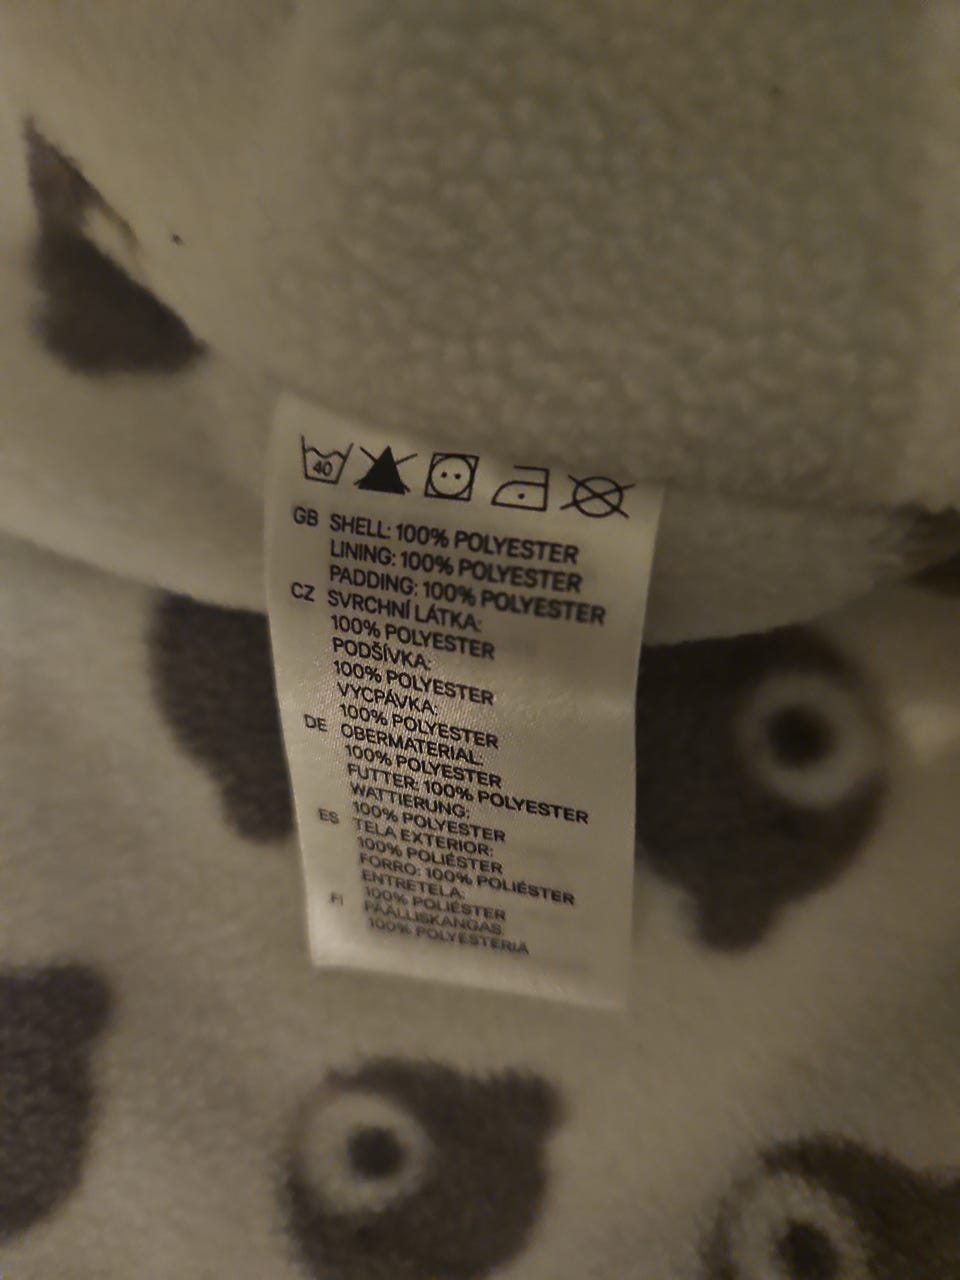 40
GB SHELL: 100% POLYESTER
LINING: 100% POLYESTER
PADDING: 100% POLYESTER
CZ SVRCHNÍ LÁTKA:
100% POLYESTER
PODŠÍVKA:
100% POLYESTER
VYCPÁVKA:
100% POLYESTER
DE OBERMATERIAL:
100% POLYESTER
FUTTER: 100% POLYESTER
WATTIERUNG:
100% POLYESTER
ES TELA EXTERIOR:
100% POLIÉSTER
FORRO: 100% POLIÉSTER
ENTRETELA:
100% POLIÉSTER
FI PÄÄLLISKANGAS:
100% POLYESTERIA